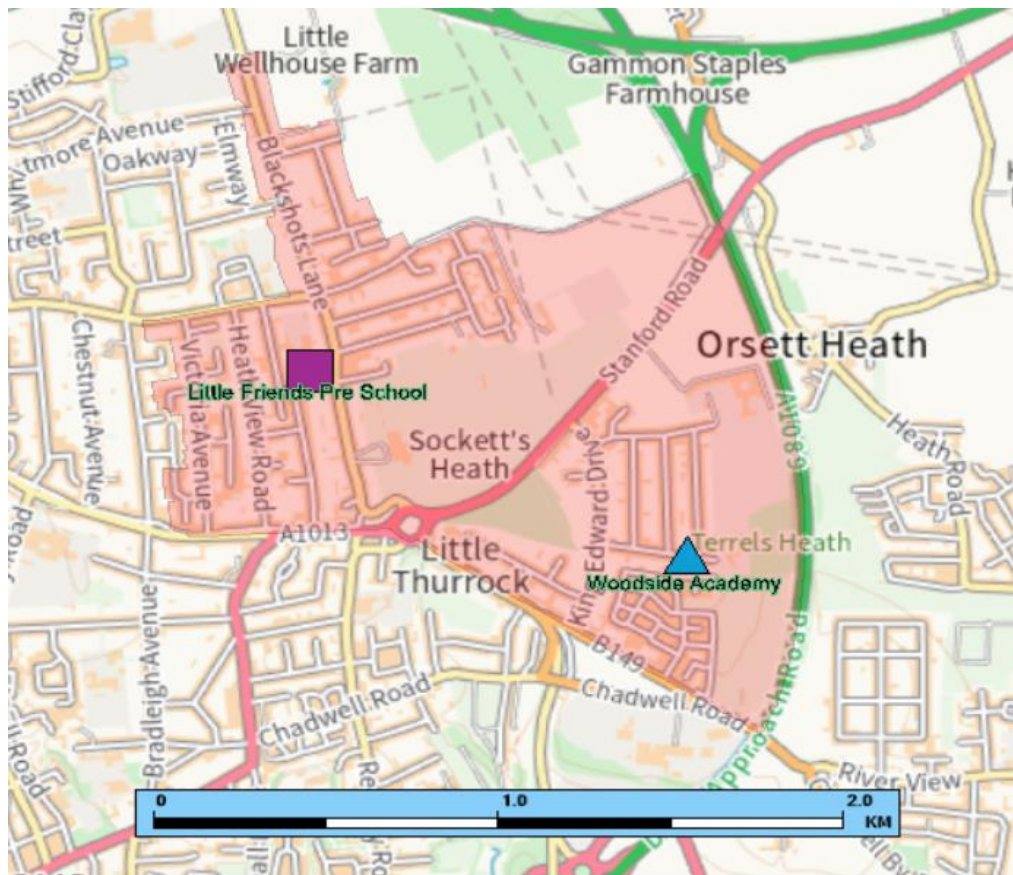 Little
Wellhouse Farm
Gammon Staples
Farmhouse
Stifford Cla
tmore Avenue
Oakway
Elmway
Blackshots Lane
treet
Chestnut Avenue
Victoria Avenue
Heath View Road
Little Friends Pre School
Stanford Road
Orsett Heath
Sockett's
Heath
A1089
Heath Road
King Edward Drive
A1013
Little
Thurrock
Terrels Heath
Woodside Academy
Bradleigh Avenue
B149
Chadwell Road
Chadwell Road
Approach Road
River View
0
1.0
2.0
KM